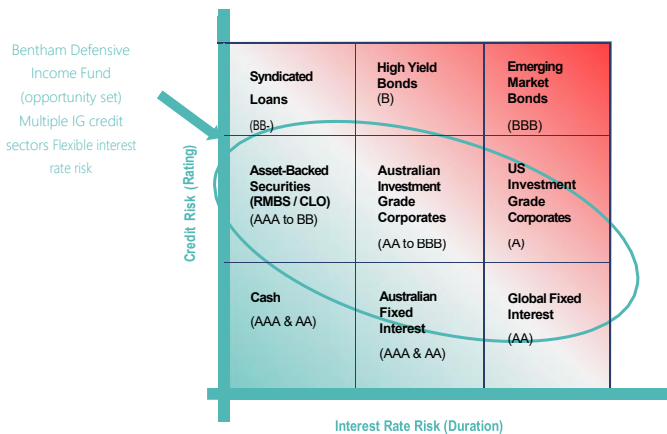 Bentham Defensive
Income Fund
(opportunity set)
Multiple IG credit
sectors Flexible interest
rate risk
Credit Risk (Rating)
Syndicated
Loans
(BB-)
High Yield
Bonds
(B)
Emerging
Market
Bonds
(BBB)
Asset-Backed
Securities
(RMBS / CLO)
(AAA to BB)
Australian
Investment
Grade
Corporates
(AA to BBB)
US
Investment
Grade
Corporates
(A)
Cash
(AAA & AA)
Australian
Fixed
Interest
(AAA & AA)
Global Fixed
Interest
(AA)
Interest Rate Risk (Duration)